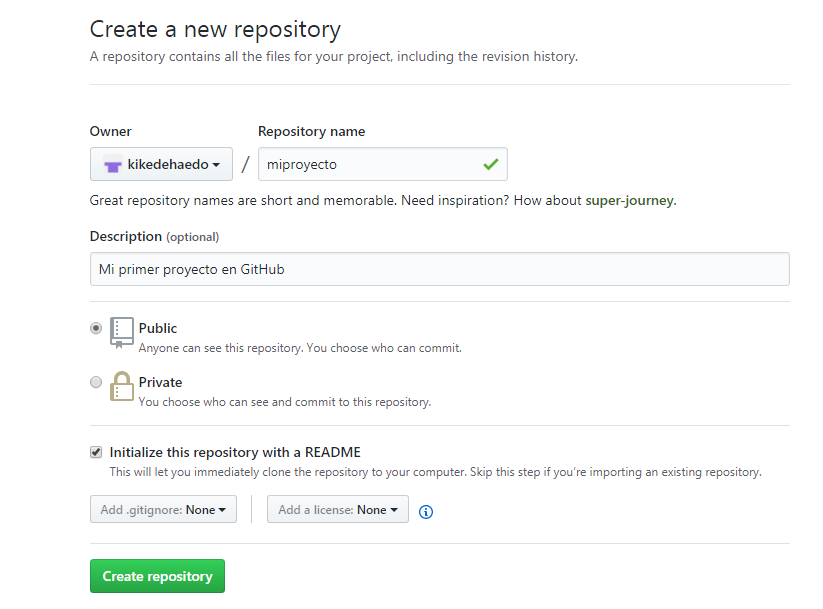 Create a new repository
A repository contains all the files for your project, including the revision history.
Owner
Repository name
kikedehaedo
/
miproyecto
Great repository names are short and memorable. Need inspiration? How about super-journey.
Description (optional)
Mi primer proyecto en GitHub
Public
Anyone can see this repository. You choose who can commit.
Private
You choose who can see and commit to this repository.
Initialize this repository with a README
This will let you immediately clone the repository to your computer. Skip this step if you’re importing an existing repository.
Add .gitignore: None
Add a license: None
Create repository